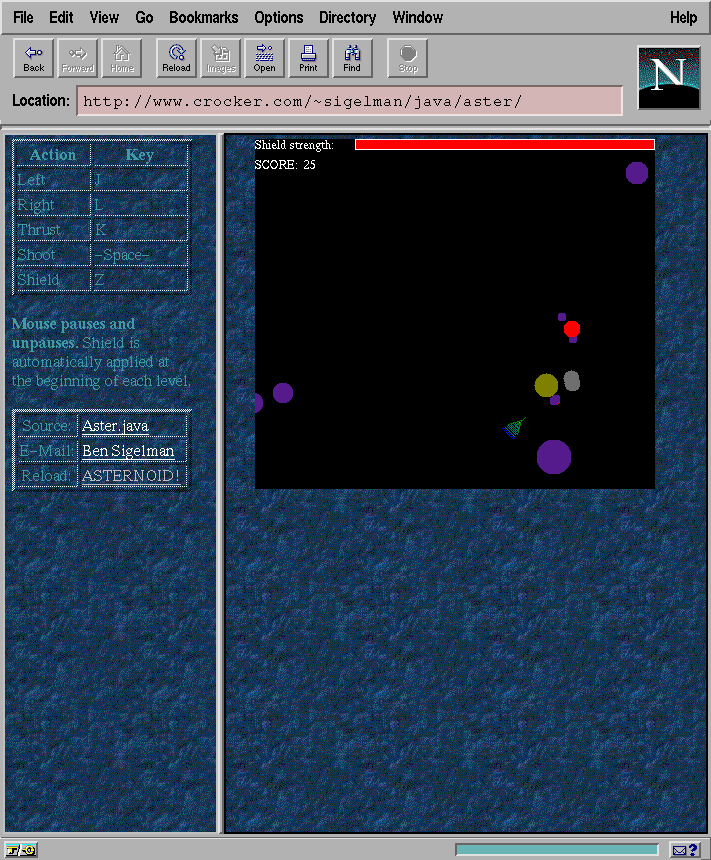 File Edit View Go Bookmarks Options Directory Window Help
Back Forward Home Reload Images Open Print Find Stop
N
Location: http://www.crocker.com/~sigelman/java/aster/
Action Key
Left J
Right L
Thrust K
Shoot -Space-
Shield Z
Mouse pauses and
unpauses. Shield is
automatically applied at
the beginning of each level.
Source: Aster.java
E-Mail: Ben Sigelman
Reload: ASTERNOID!
Shield strength:
SCORE: 25
?